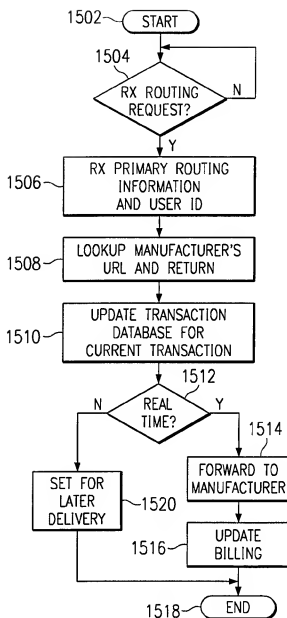 1502
START
1504
RX ROUTING
REQUEST?
N
Y
1506
RX PRIMARY ROUTING
INFORMATION
AND USER ID
1508
LOOKUP MANUFACTURER'S
URL AND RETURN
1510
UPDATE TRANSACTION
DATABASE FOR
CURRENT TRANSACTION
1512
N
REAL
TIME?
Y
1514
FORWARD TO
MANUFACTURER
SET FOR
LATER
DELIVERY
1520
1516
UPDATE
BILLING
1518
END